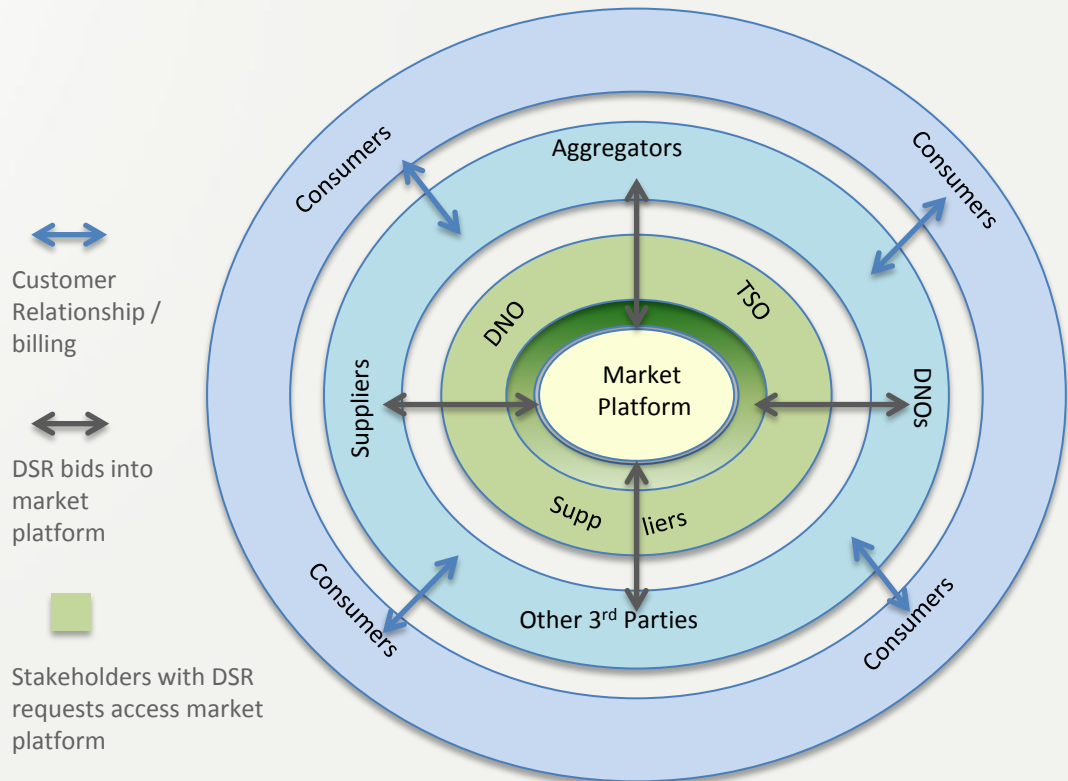 Customer
Relationship /
billing
DSR bids into
market
platform
Stakeholders with DSR
requests access market
platform
Consumers
Consumers
Aggregators
DNO
TSO
Suppliers
Market
Platform
DNOs
Supp liers
Other 3rd Parties
Consumers
Consumers